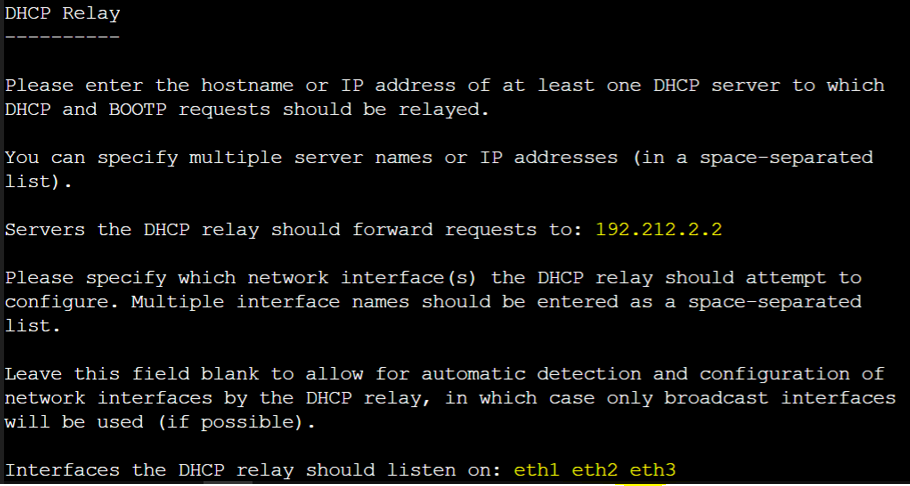 DHCP Relay
----------
Please enter the hostname or IP address of at least one DHCP server to which
DHCP and BOOTP requests should be relayed.
You can specify multiple server names or IP addresses (in a space-separated
list).
Servers the DHCP relay should forward requests to: 192.212.2.2
Please specify which network interface(s) the DHCP relay should attempt to
configure. Multiple interface names should be entered as a space-separated
list.
Leave this field blank to allow for automatic detection and configuration of
network interfaces by the DHCP relay, in which case only broadcast interfaces
will be used (if possible).
Interfaces the DHCP relay should listen on: eth1 eth2 eth3